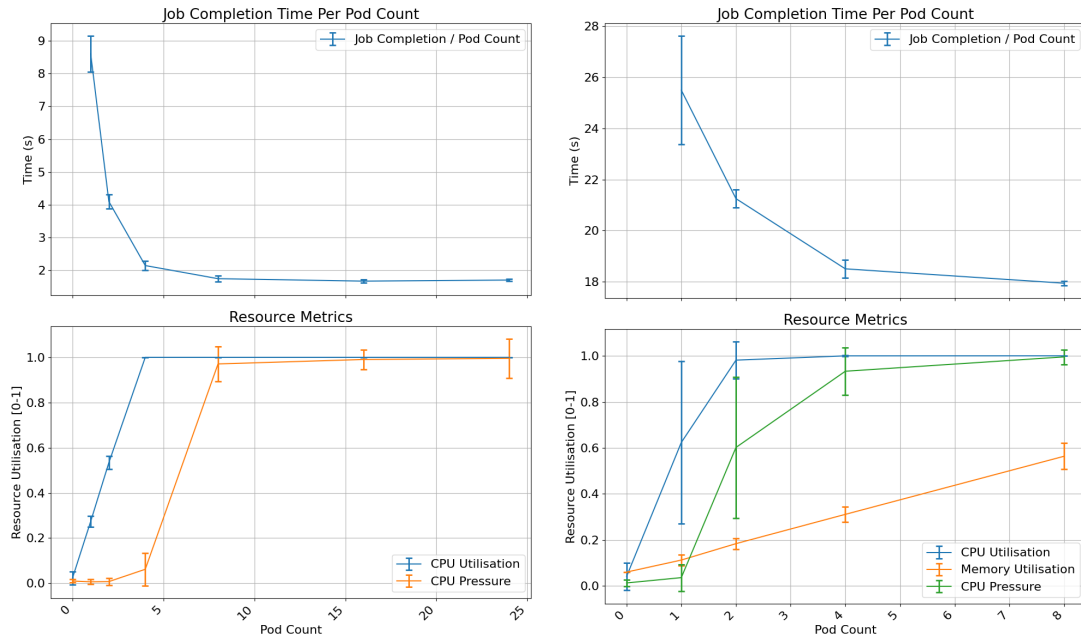 Job Completion Time Per Pod Count
Job Completion / Pod Count
9
8
7
6
5
4
3
2
Time (s)
Resource Metrics
1.0
0.8
0.6
0.4
0.2
0.0
Resource Utilisation [0-1]
CPU Utilisation
CPU Pressure
0
5
10
15
20
25
Pod Count
Job Completion Time Per Pod Count
Job Completion / Pod Count
28
26
24
22
20
18
Time (s)
Resource Metrics
1.0
0.8
0.6
0.4
0.2
0.0
Resource Utilisation [0-1]
CPU Utilisation
Memory Utilisation
CPU Pressure
0
1
2
3
4
5
6
7
8
Pod Count